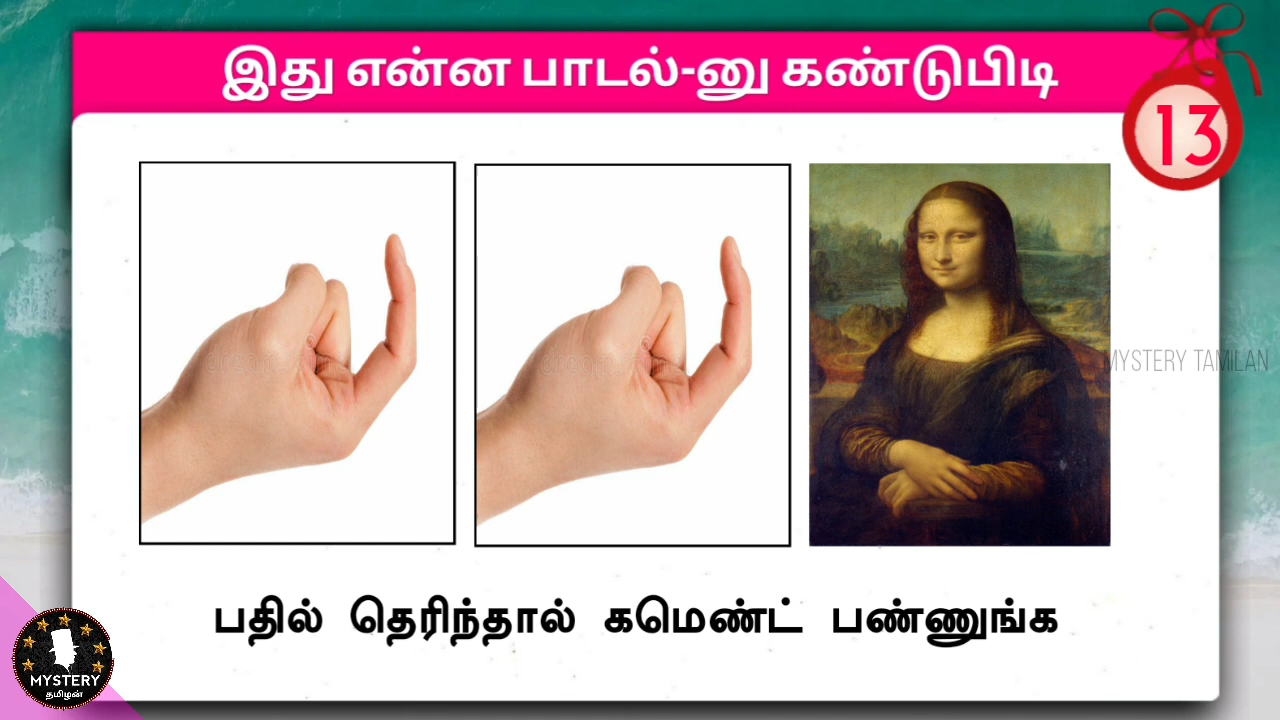 இது என்ன பாடல்-னு கண்டுபிடி
13
MYSTERY TAMILAN
பதில் தெரிந்தால் கமெண்ட் பண்ணுங்க
MYSTERY
தமிழன்